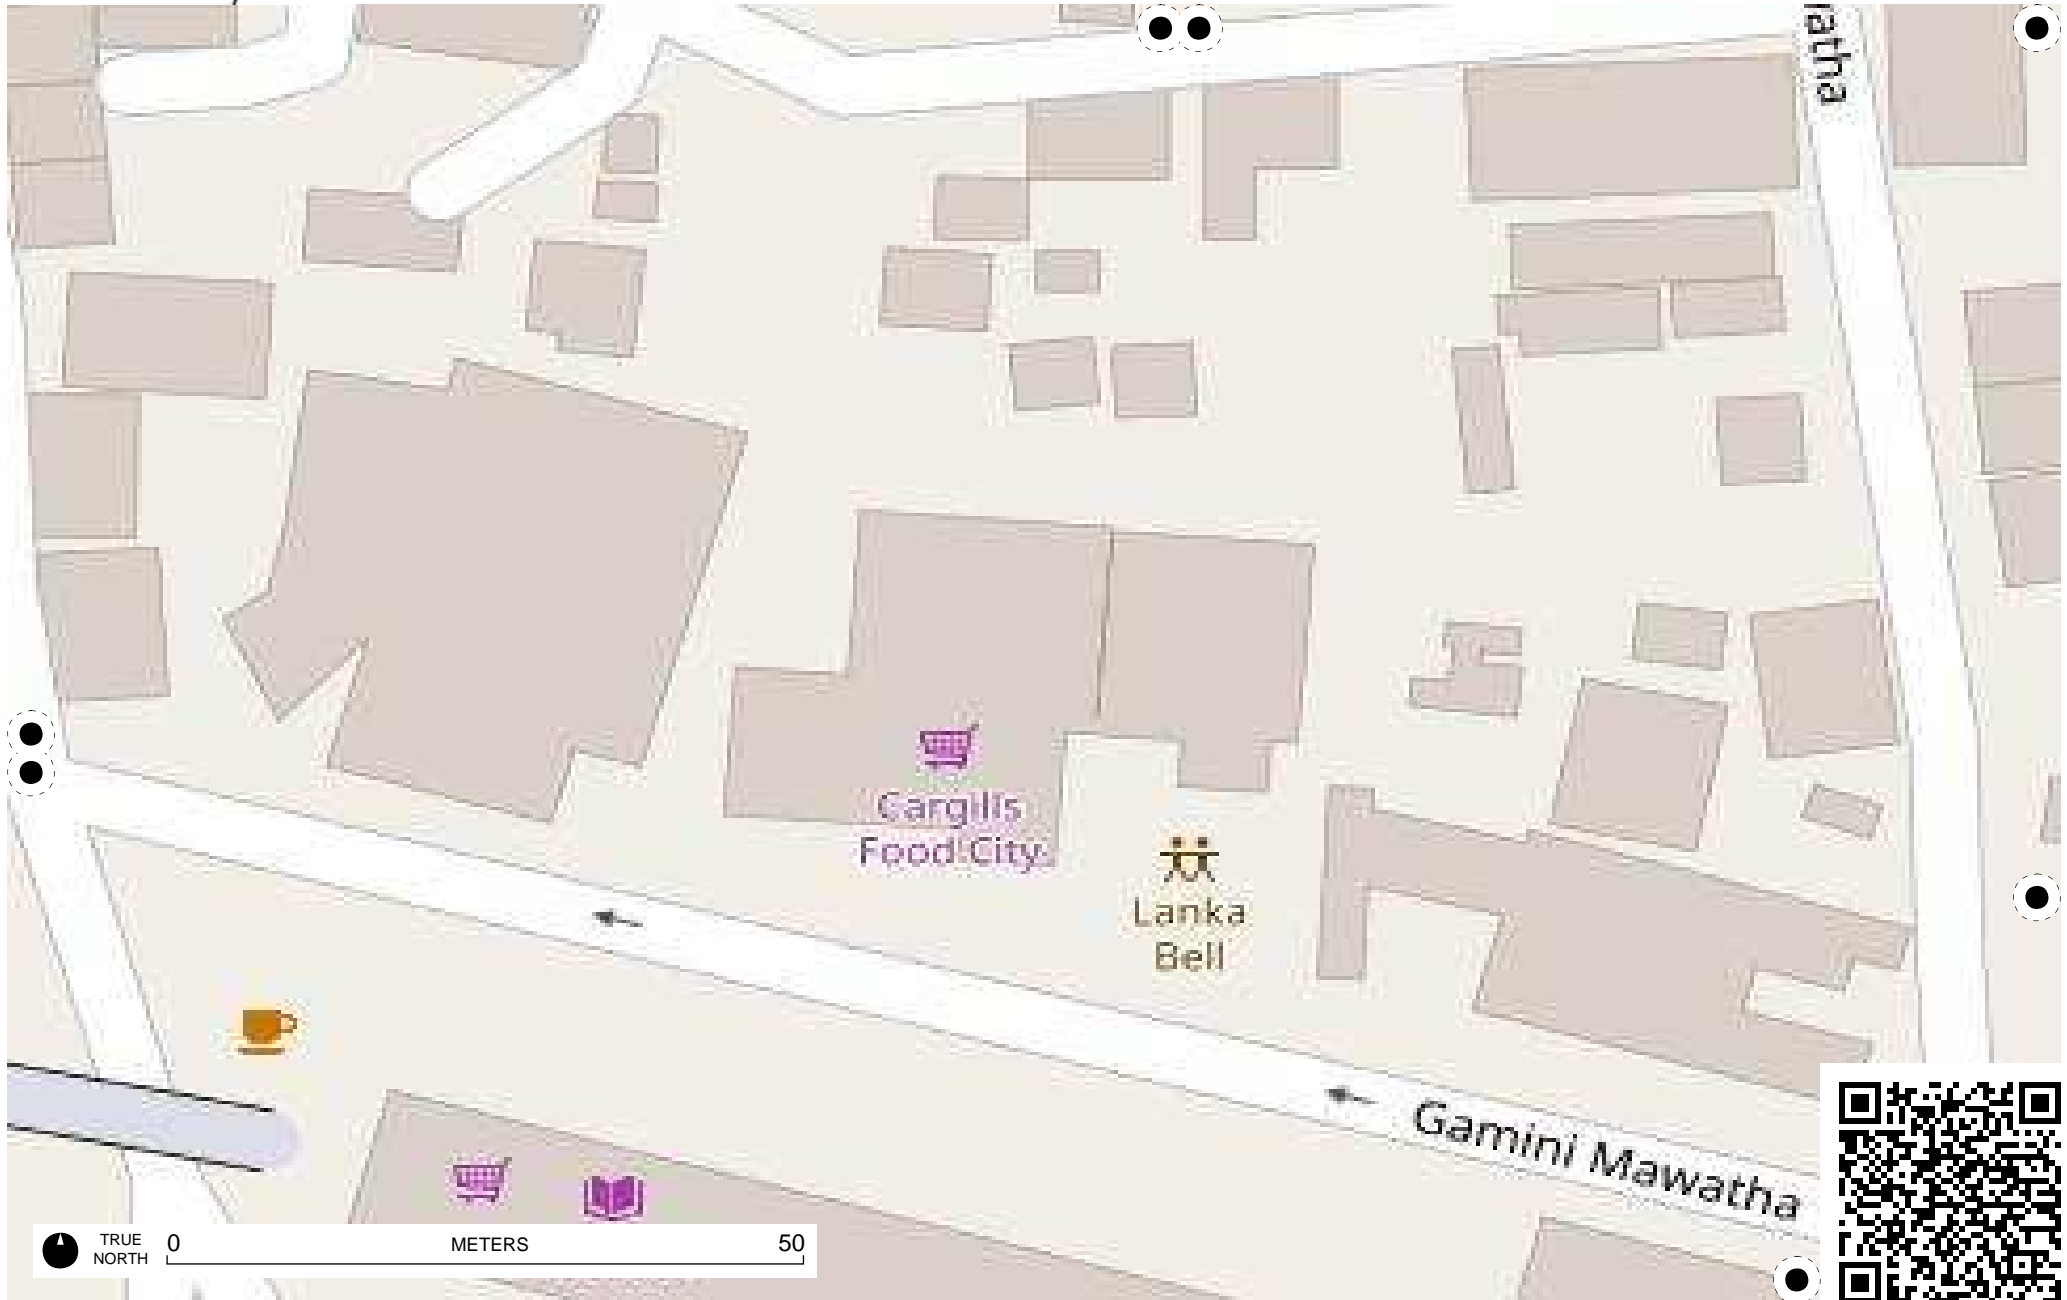 atha
Cargills
Food City
Lanka
Bell
Gamini Mawatha
TRUE
NORTH
0
METERS
50